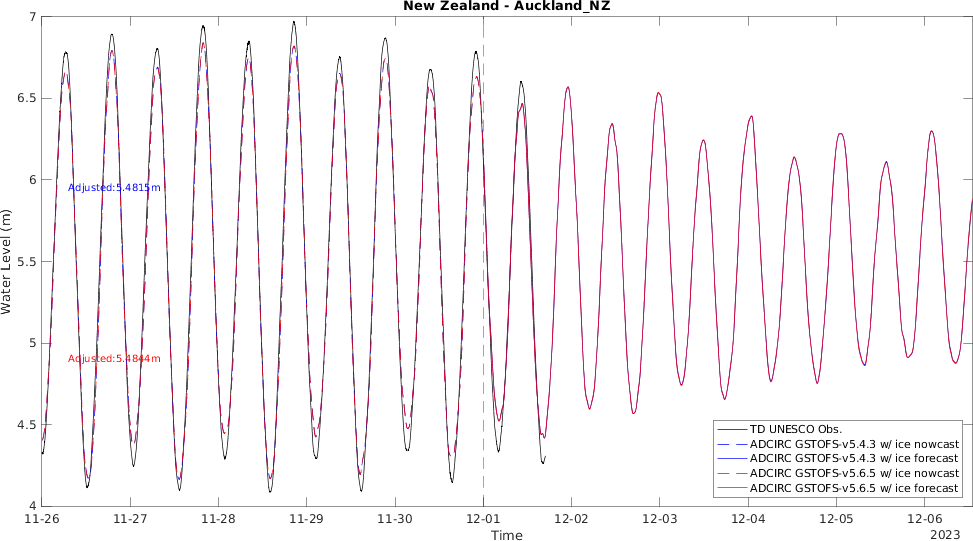 New Zealand - Auckland_NZ
7
6.5
6
5.5
5
4.5
4
Water Level (m)
Adjusted:5.4815m
Adjusted:5.4844m
TD UNESCO Obs.
ADCIRC GSTOFS-v5.4.3 w/ ice nowcast
ADCIRC GSTOFS-v5.4.3 w/ ice forecast
ADCIRC GSTOFS-v5.6.5 w/ ice nowcast
ADCIRC GSTOFS-v5.6.5 w/ ice forecast
11-26 11-27 11-28 11-29 11-30 12-01 12-02 12-03 12-04 12-05 12-06
Time
2023